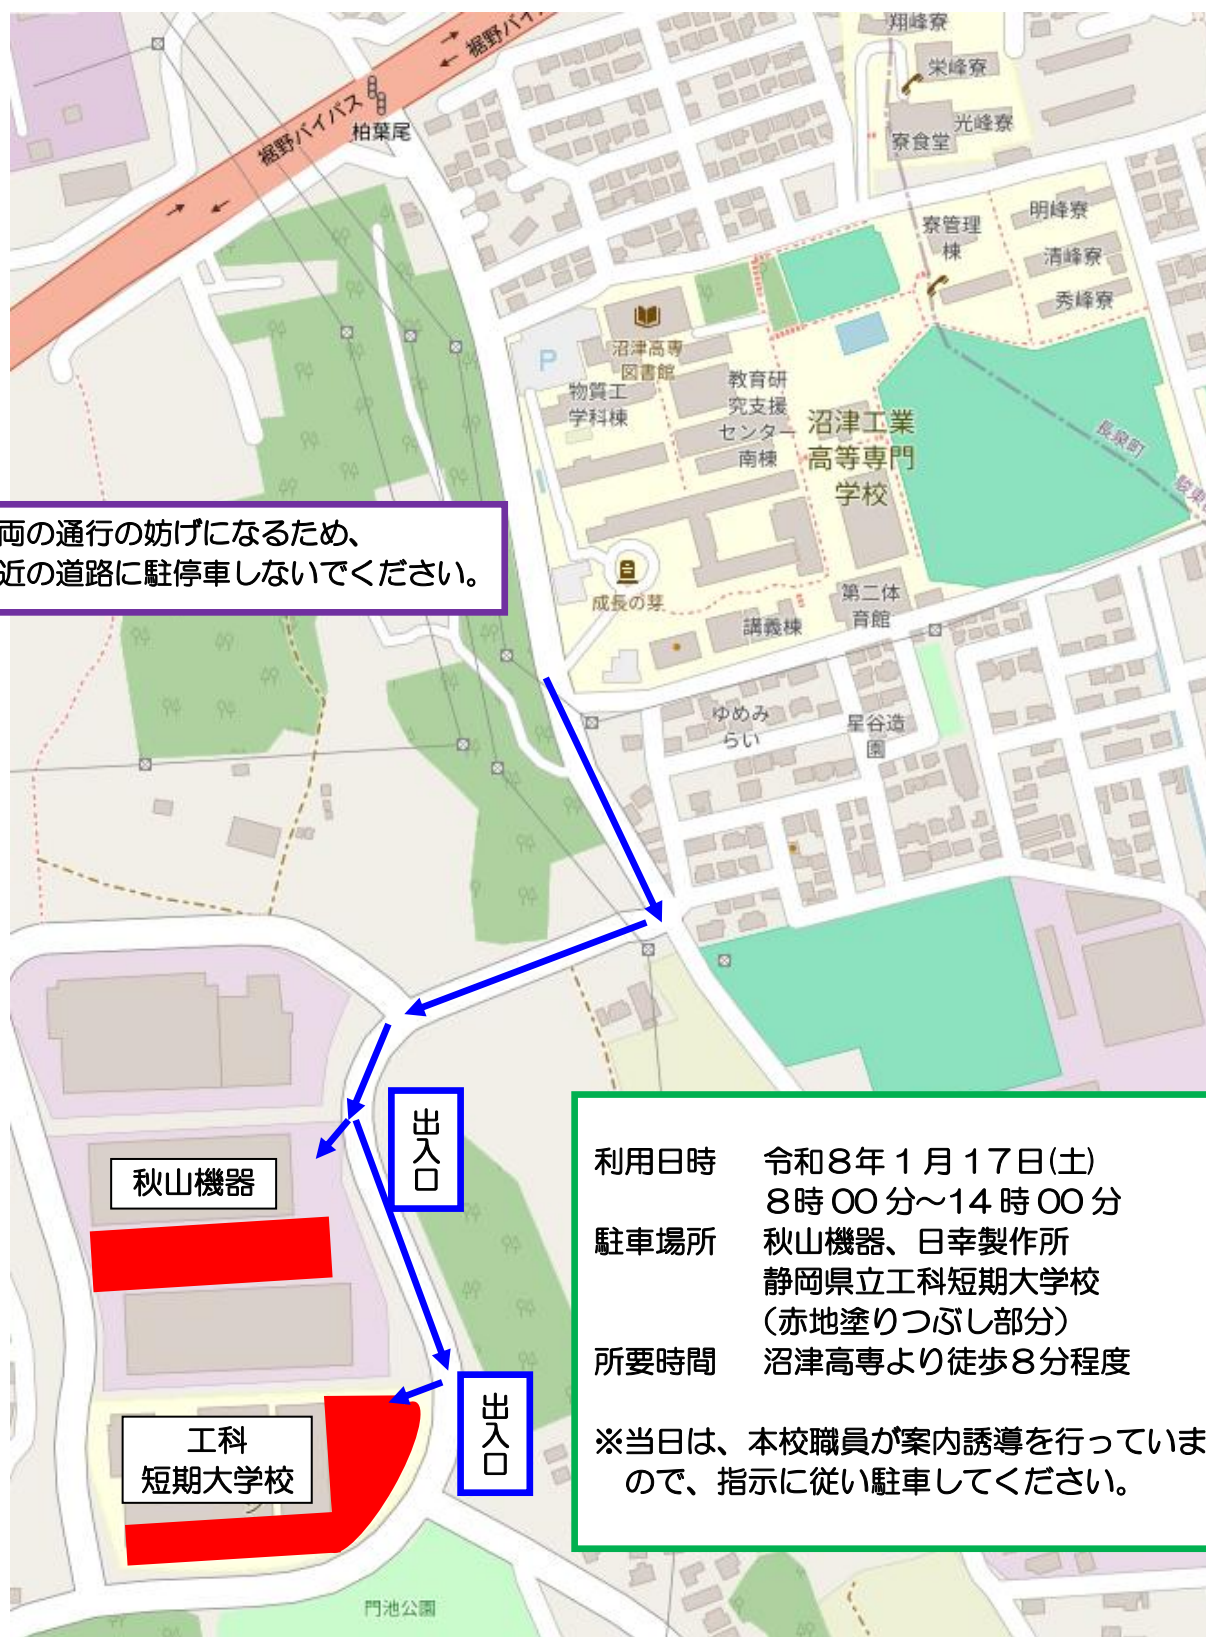 翔峰寮
裾野バイパス
栄峰寮
裾野バイパス
柏葉尾
光峰寮
寮食堂
明峰寮
寮管理
棟
清峰寮
秀峰寮
沼津高専
図書館
P
物質工
学科棟
教育研
究支援
センター
南棟
沼津工業
高等専門
学校
長泉町
駿東
両の通行の妨げになるため、
近の道路に駐停車しないでください。
成長の芽
第二体
育館
講義棟
ゆめみ
らい
星谷造
園
出入口
秋山機器
利用日時 令和8年1月17日(土)
8時00分～14時00分
駐車場所 秋山機器、日幸製作所
静岡県立工科短期大学校
(赤地塗りつぶし部分)
所要時間 沼津高専より徒歩8分程度
※当日は、本校職員が案内誘導を行っていま
ので、指示に従い駐車してください。
出入口
工科
短期大学校
門池公園